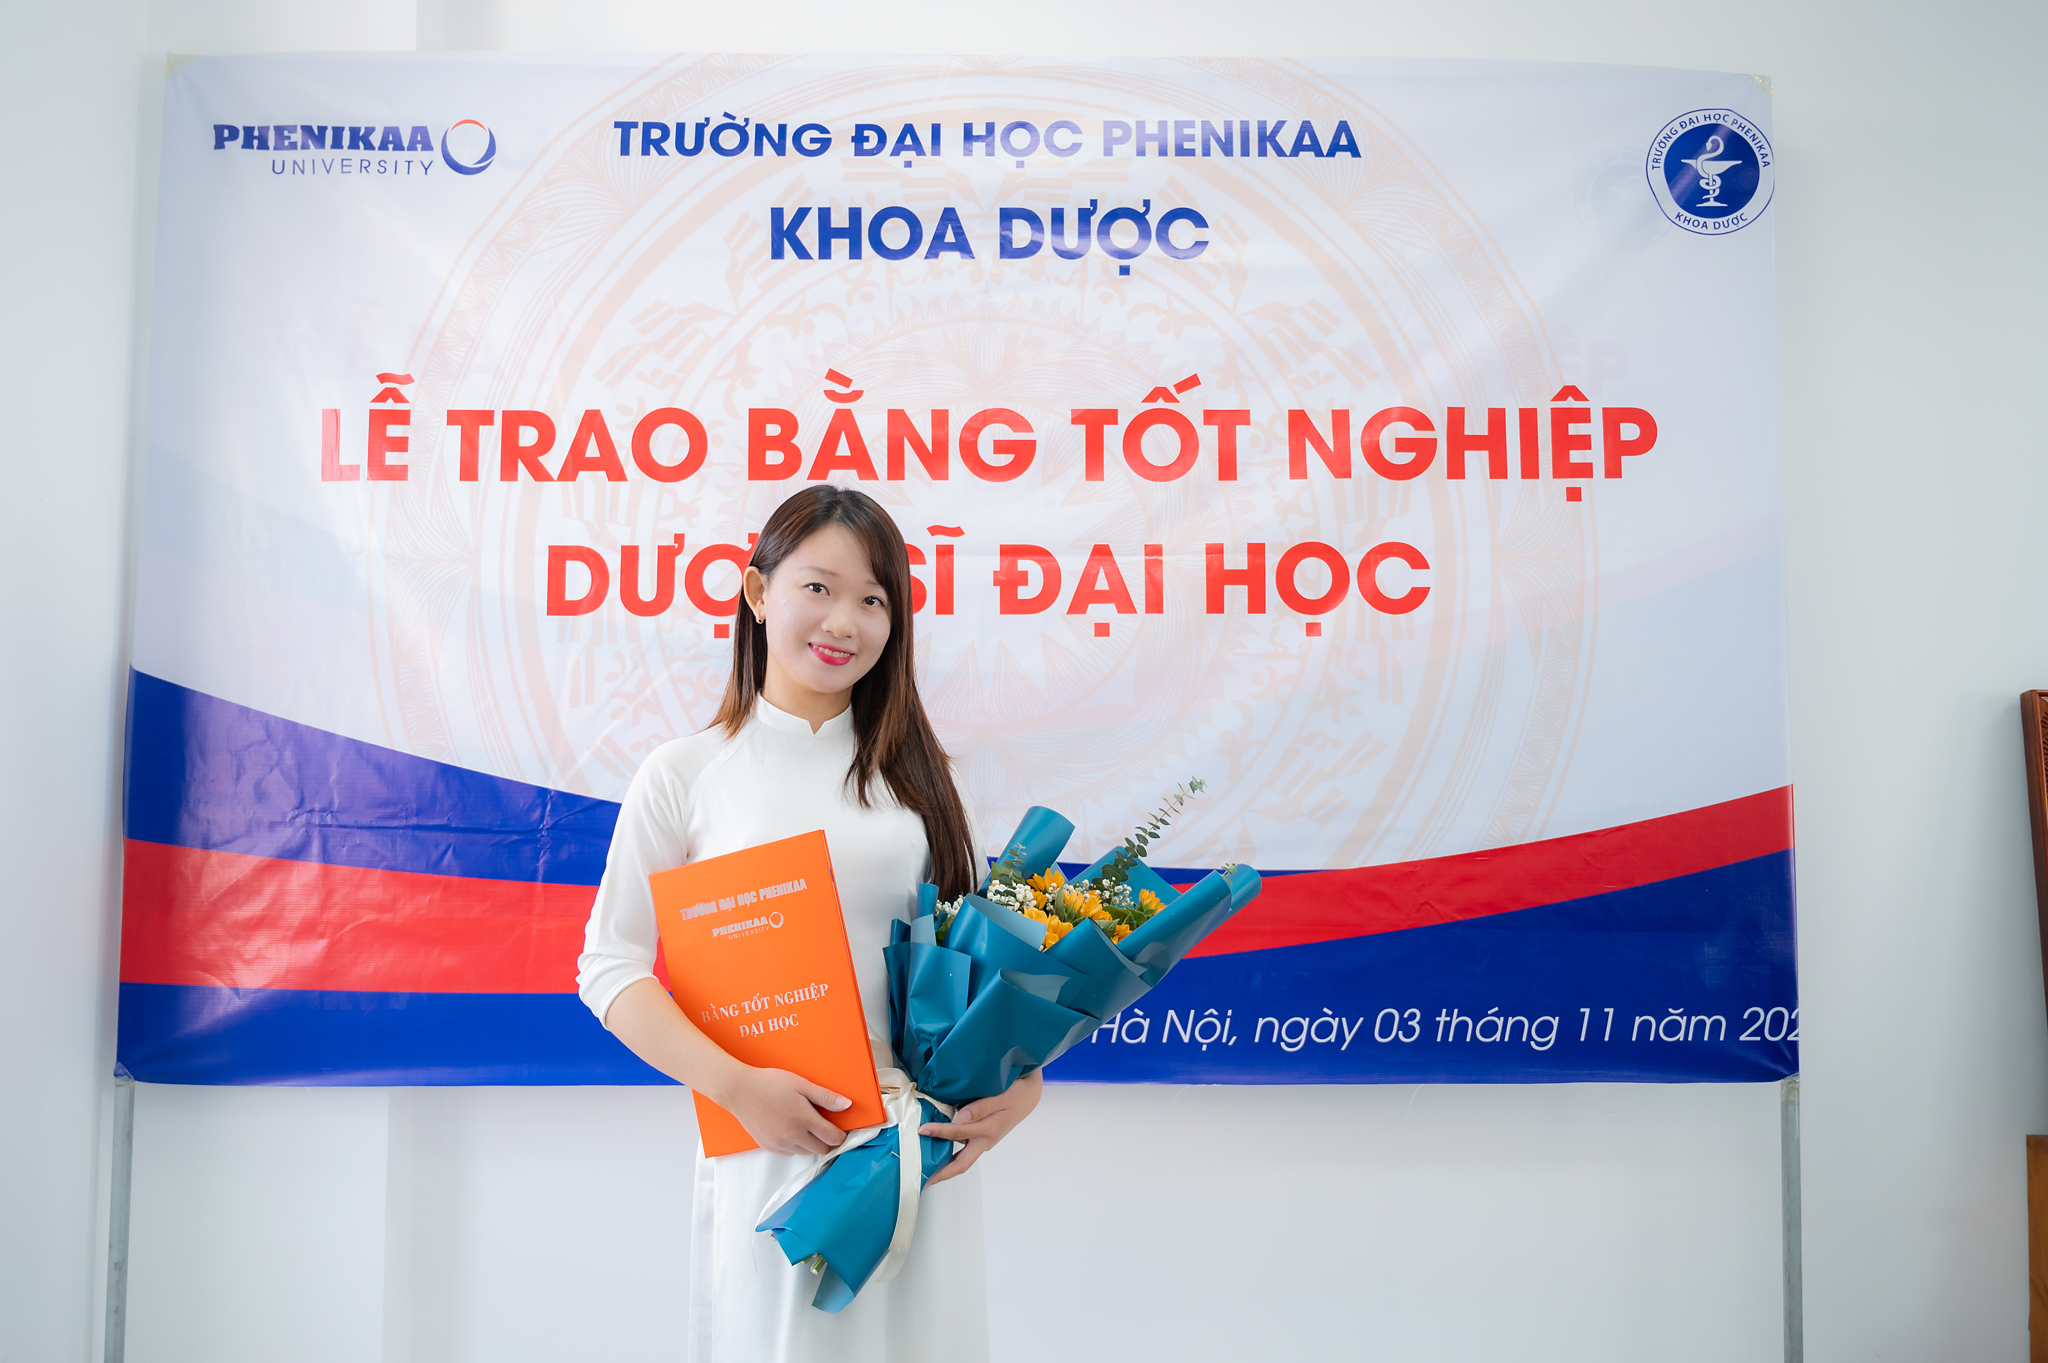 PHENIKAA
UNIVERSITY
TRƯỜNG ĐẠI HỌC PHENIKAA
KHOA DƯỢC
TRƯỜNG ĐẠI HỌC PHENIKAA
KHOA DƯỢC
LỄ TRAO BẰNG TỐT NGHIỆP
SĨ ĐẠI HỌC
TRƯỜNG ĐẠI HỌC PHENIKAA
PHENIKAA
UNIVERSITY
BẰNG TỐT NGHIỆP
ĐẠI HỌC
Hà Nội, ngày 03 tháng 11 năm